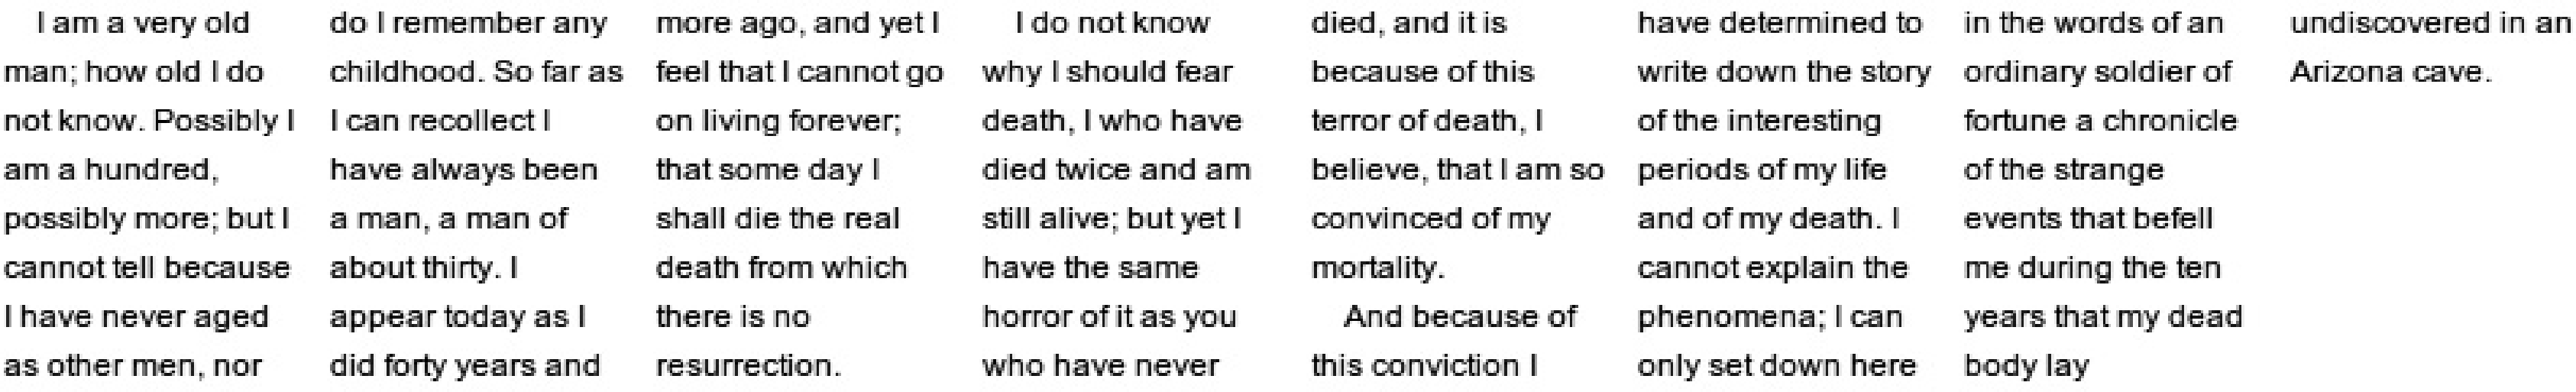 I am a very old
man; how old I do
not know. Possibly I
am a hundred,
possibly more; but I
cannot tell because
I have never aged
as other men, nor
do I remember any
childhood. So far as
I can recollect I
have always been
a man, a man of
about thirty. I
appear today as I
did forty years and
more ago, and yet I
feel that I cannot go
on living forever;
that some day I
shall die the real
death from which
there is no
resurrection.
I do not know
why I should fear
death, I who have
died twice and am
still alive; but yet I
have the same
horror of it as you
who have never
died, and it is
because of this
terror of death, I
believe, that I am so
convinced of my
mortality.
And because of
this conviction I
have determined to
write down the story
of the interesting
periods of my life
and of my death. I
cannot explain the
phenomena; I can
only set down here
in the words of an
ordinary soldier of
fortune a chronicle
of the strange
events that befell
me during the ten
years that my dead
body lay
undiscovered in an
Arizona cave.